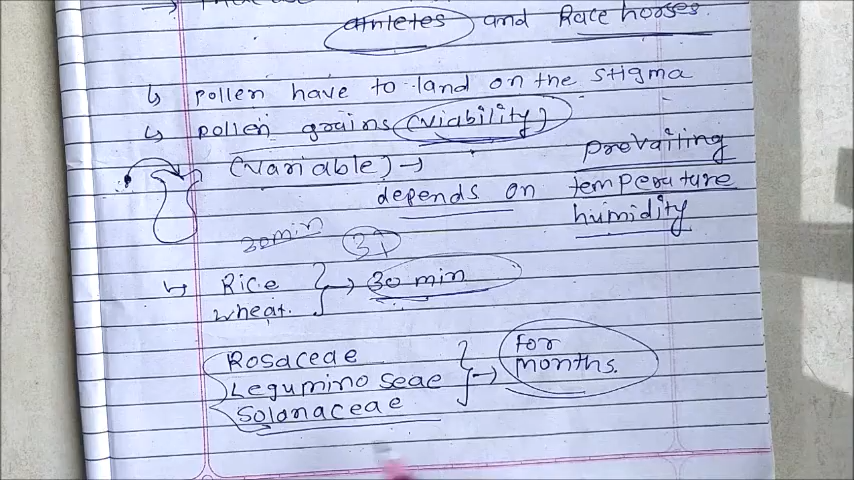 athletes and Race horses.
↳ pollen have to land on the stigma
↳ pollen grains (viability)
(variable) → prevailing
depends on temperature
humidity
30min
↳ Rice } → 30 min
wheat.
Rosaceae
Leguminoseae } → For months.
Solonaceae